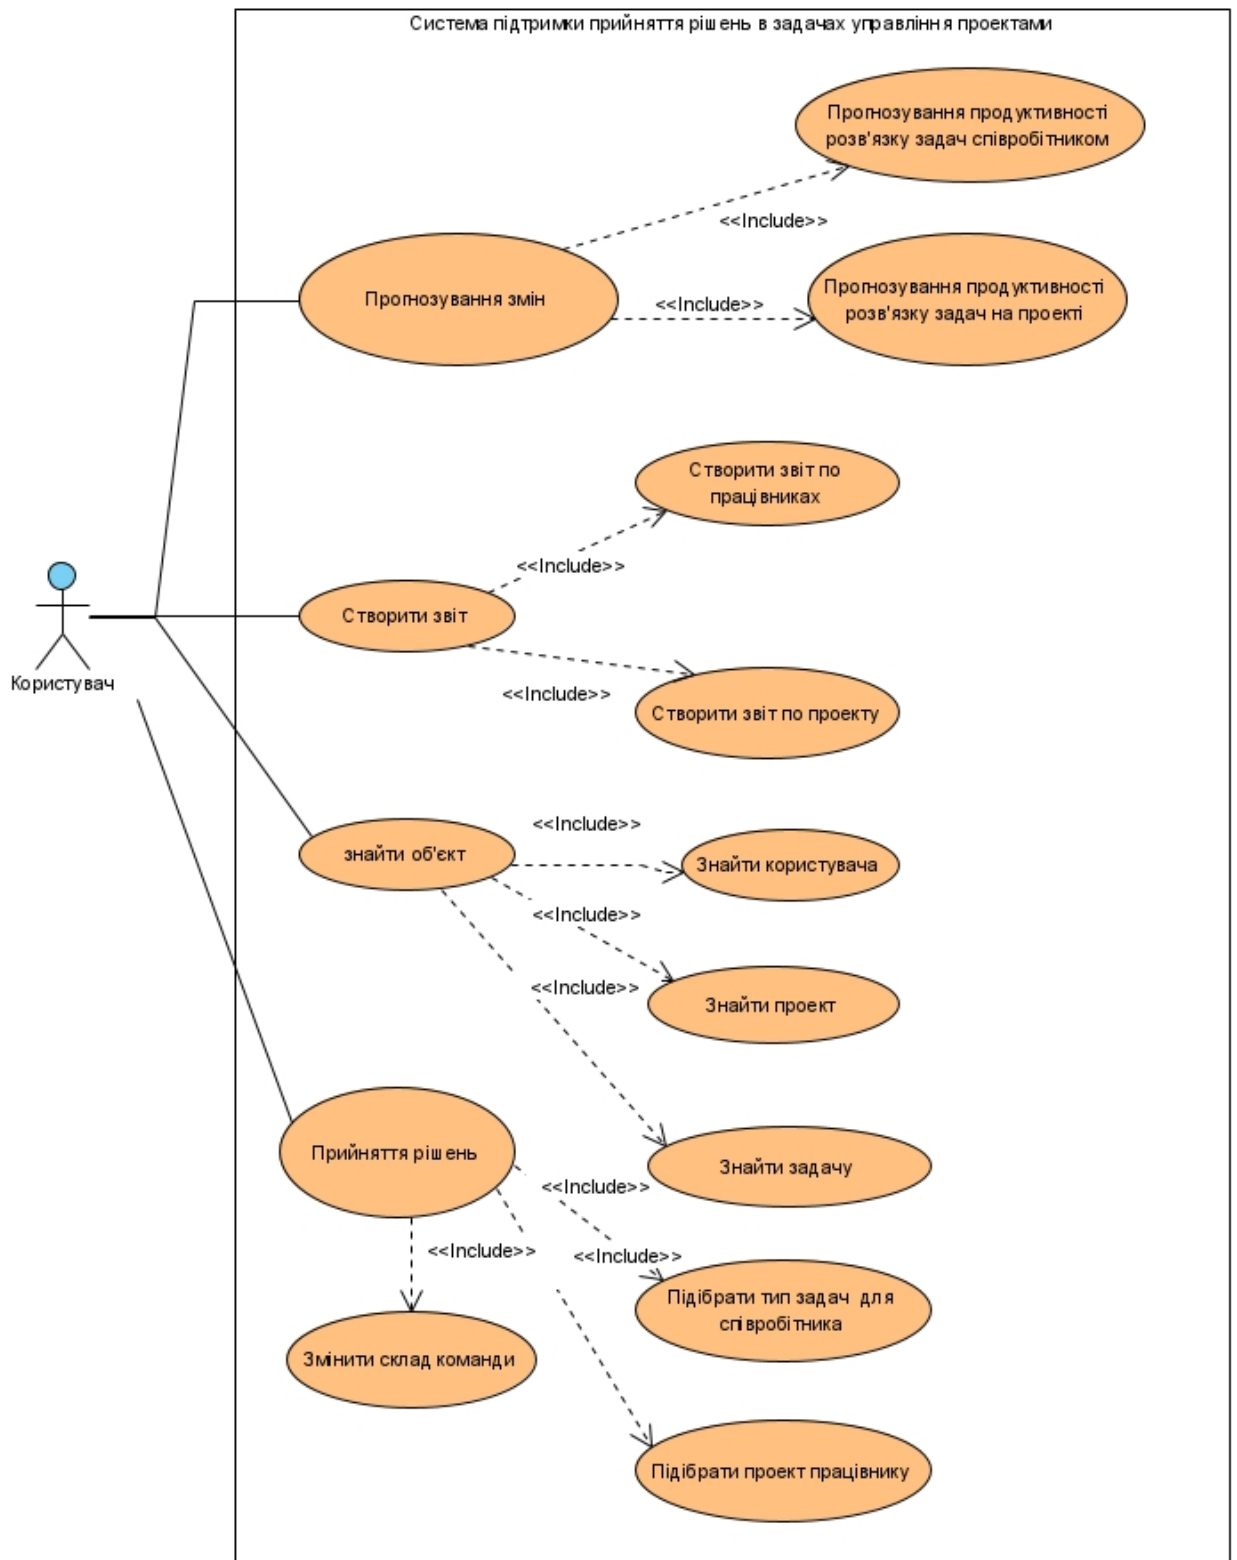 Система підтримки прийняття рішень в задачах управління проектами
Прогнозування продуктивності
розв'язку задач співробітником
<<Include>>
Прогнозування змін
<<Include>>
Прогнозування продуктивності
розв'язку задач на проекті
Створити звіт по
працівниках
<<Include>>
Створити звіт
Користувач
<<Include>>
Створити звіт по проекту
<<Include>>
знайти об'єкт
Знайти користувача
<<Include>>
<<Include>>
Знайти проект
Прийняття рішень
Знайти задачу
<<Include>>
<<Include>>
<<Include>>
Підібрати тип задач для
співробітника
Змінити склад команди
Підібрати проект працівнику